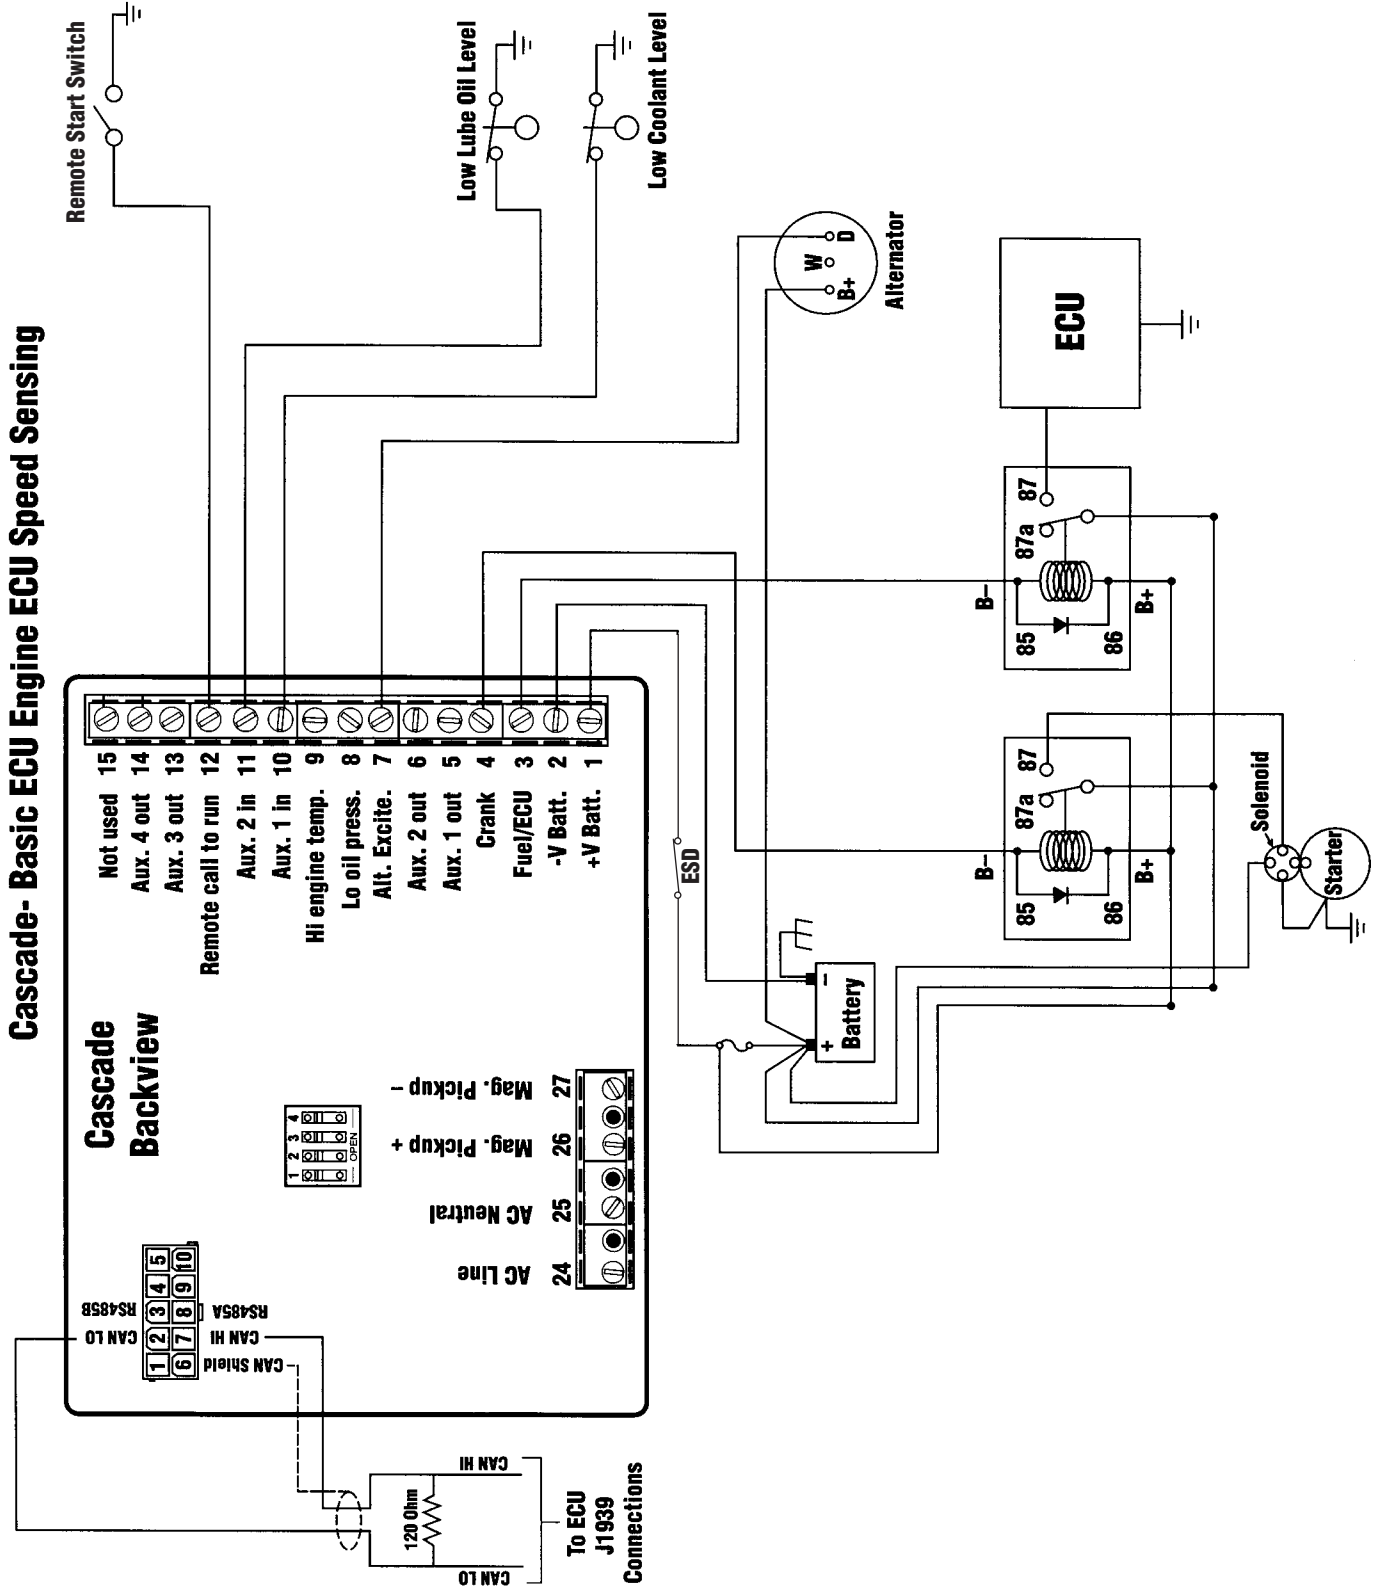 Cascade- Basic ECU Engine ECU Speed Sensing
Remote Start Switch
Low Lube Oil Level
Low Coolant Level
Cascade
Backview
Not used 15
Aux. 4 out 14
Aux. 3 out 13
Remote call to run 12
Aux. 2 in 11
Aux. 1 in 10
Hi engine temp. 9
Lo oil press. 8
Alt. Excite. 7
Aux. 2 out 6
Aux. 1 out 5
Crank 4
Fuel/ECU 3
-V Batt. 2
+V Batt. 1
1 2 3 4
OPEN
RS485B
CAN LO
1 2 3 4 5
6 7 8 9 10
RS485A
CAN HI
CAN Shield
AC Line 24
AC Neutral 25
Mag. Pickup + 26
Mag. Pickup – 27
120 Ohm
CAN HI
CAN LO
To ECU
J1939
Connections
ESD
+ –
Battery
B+ W D
Alternator
ECU
B–
85
86
B+
87a
87
B–
85
86
B+
87a
87
Solenoid
Starter